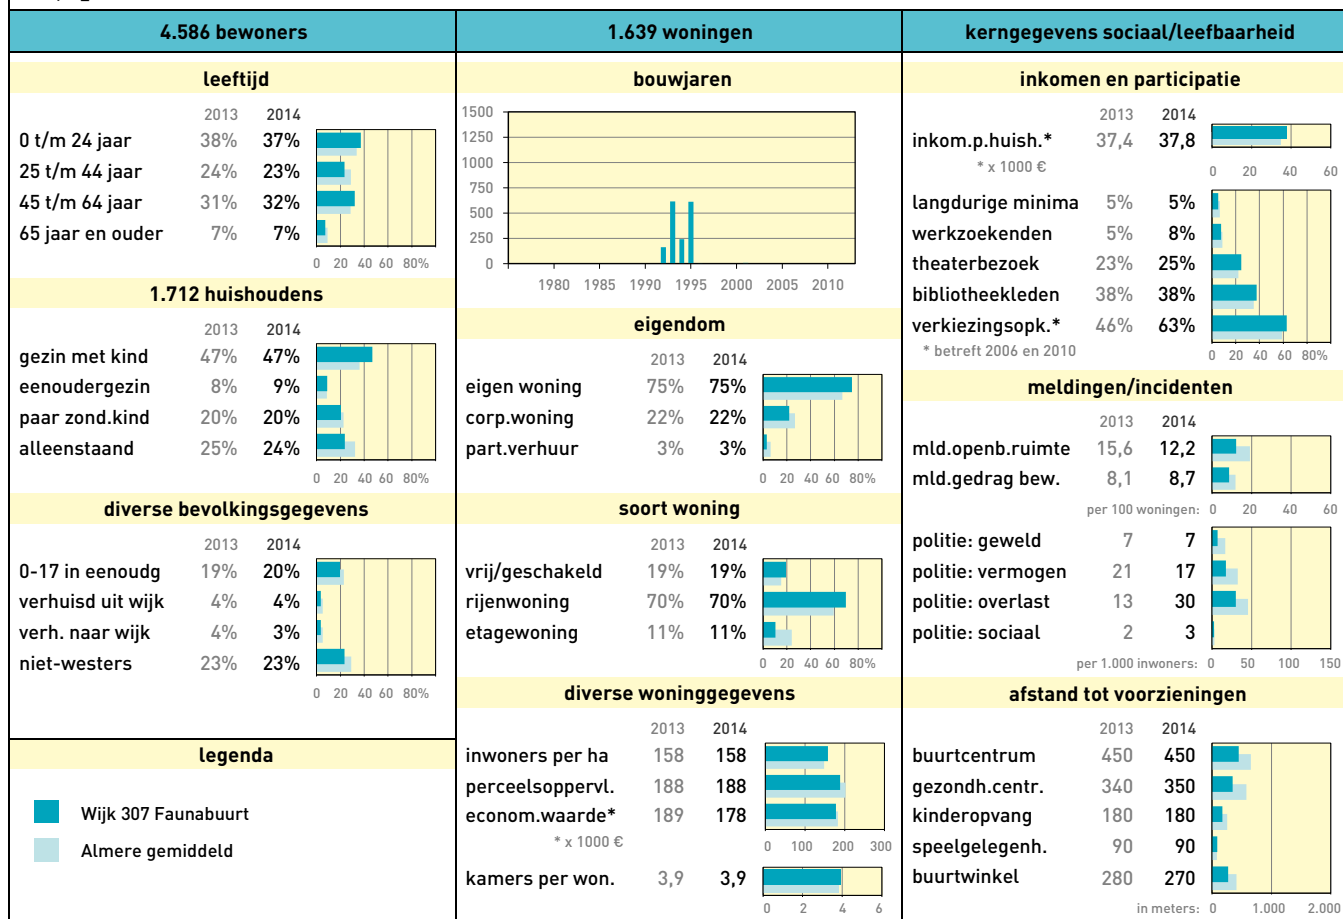 4.586 bewoners
leeftijd
2013 2014
0 t/m 24 jaar 38% 37%
25 t/m 44 jaar 24% 23%
45 t/m 64 jaar 31% 32%
65 jaar en ouder 7% 7%
0 20 40 60 80%
1.712 huishoudens
2013 2014
gezin met kind 47% 47%
eenoudergezin 8% 9%
paar zond.kind 20% 20%
alleenstaand 25% 24%
0 20 40 60 80%
diverse bevolkingsgegevens
2013 2014
0-17 in eenoudg 19% 20%
verhuisd uit wijk 4% 4%
verh. naar wijk 4% 3%
niet-westers 23% 23%
0 20 40 60 80%
legenda
Wijk 307 Faunabuurt
Almere gemiddeld
1.639 woningen
bouwjaren
1500
1250
1000
750
500
250
0
1980 1985 1990 1995 2000 2005 2010
eigendom
2013 2014
eigen woning 75% 75%
corp.woning 22% 22%
part.verhuur 3% 3%
0 20 40 60 80%
soort woning
2013 2014
vrij/geschakeld 19% 19%
rijenwoning 70% 70%
etagewoning 11% 11%
0 20 40 60 80%
diverse woninggegevens
2013 2014
inwoners per ha 158 158
perceelsoppervl. 188 188
econom.waarde* 189 178
* x 1000 € 0 100 200 300
kamers per won. 3,9 3,9
0 2 4 6
kerngegevens sociaal/leefbaarheid
inkomen en participatie
2013 2014
inkom.p.huish.* 37,4 37,8
* x 1000 € 0 20 40 60
langdurige minima 5% 5%
werkzoekenden 5% 8%
theaterbezoek 23% 25%
bibliotheekleden 38% 38%
verkiezingsopk.* 46% 63%
* betreft 2006 en 2010 0 20 40 60 80%
meldingen/incidenten
2013 2014
mld.openb.ruimte 15,6 12,2
mld.gedrag bew. 8,1 8,7
per 100 woningen: 0 20 40 60
politie: geweld 7 7
politie: vermogen 21 17
politie: overlast 13 30
politie: sociaal 2 3
per 1.000 inwoners: 0 50 100 150
afstand tot voorzieningen
2013 2014
buurtcentrum 450 450
gezondh.centr. 340 350
kinderopvang 180 180
speelgelegenh. 90 90
buurtwinkel 280 270
in meters: 0 1.000 2.000